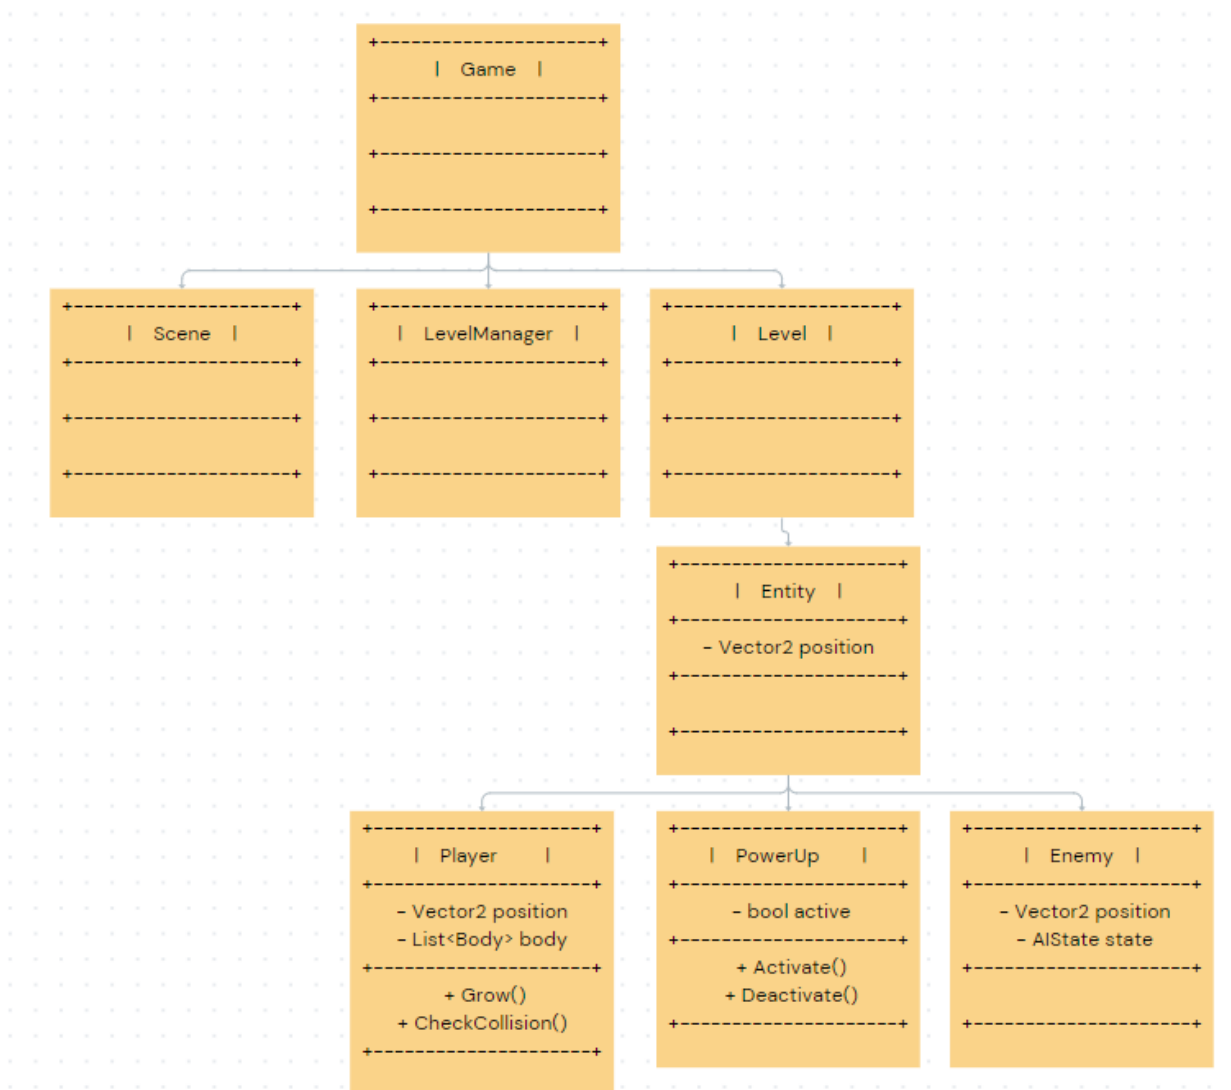 +---------------------+
| Game |
+---------------------+
+---------------------+
+---------------------+
+---------------------+
| Scene |
+---------------------+
+---------------------+
+---------------------+
+---------------------+
| LevelManager |
+---------------------+
+---------------------+
+---------------------+
+---------------------+
| Level |
+---------------------+
+---------------------+
+---------------------+
+---------------------+
| Entity |
+---------------------+
- Vector2 position
+---------------------+
+---------------------+
+---------------------+
| Player |
+---------------------+
- Vector2 position
- List<Body> body
+---------------------+
+ Grow()
+ CheckCollision()
+---------------------+
+---------------------+
| PowerUp |
+---------------------+
- bool active
+---------------------+
+ Activate()
+ Deactivate()
+---------------------+
+---------------------+
| Enemy |
+---------------------+
- Vector2 position
- AIState state
+---------------------+
+---------------------+